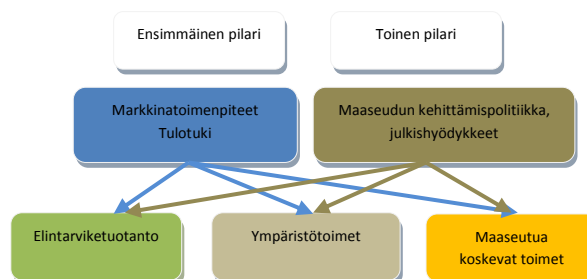 Ensimmäinen pilari
Toinen pilari
Markkinatoimenpiteet
Tulotuki
Maaseudun kehittämispolitiikka,
julkishyödykkeet
Elintarviketuotanto
Ympäristötoimet
Maaseutua
koskevat toimet